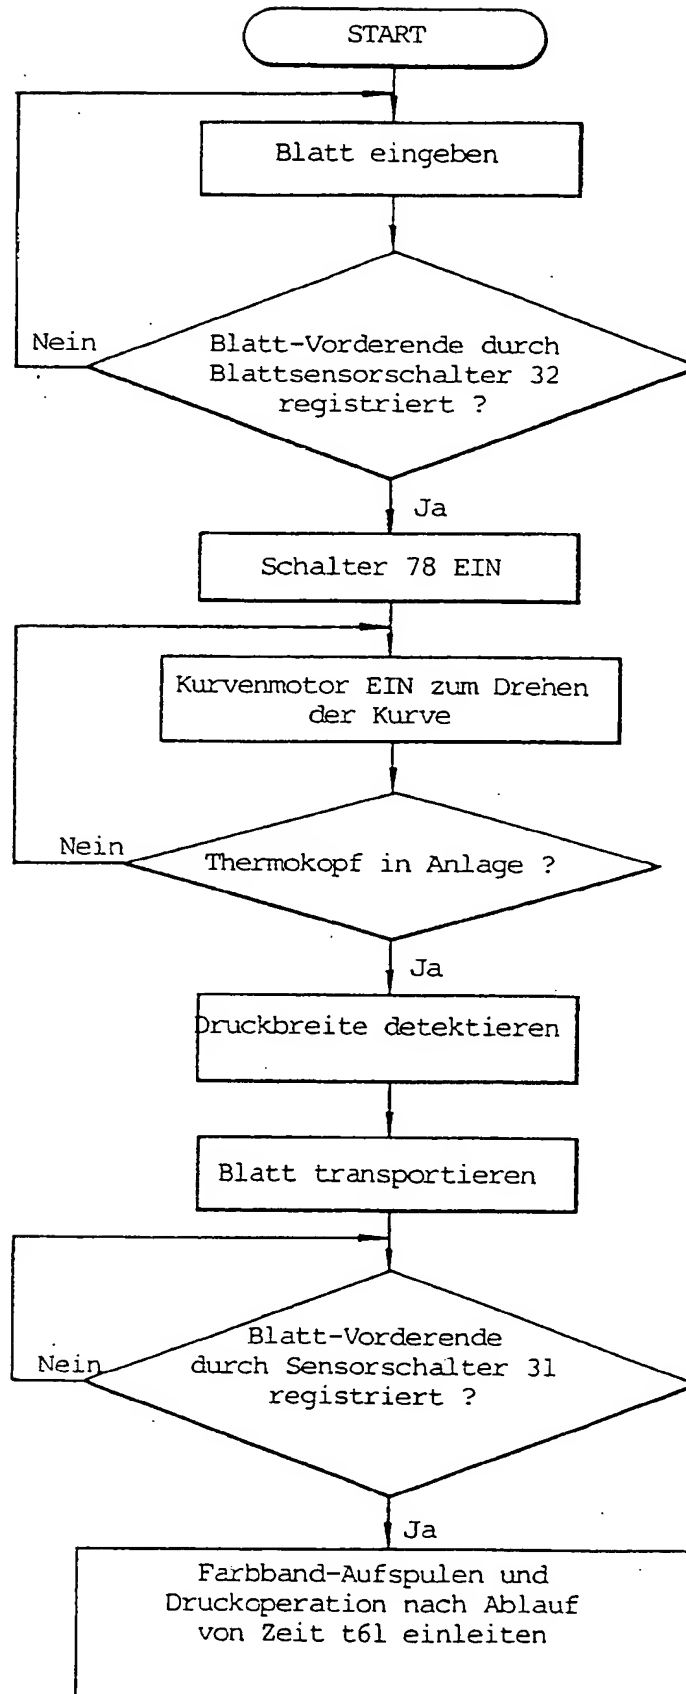 START
Blatt eingeben
Nein
Blatt-Vorderende durch
Blattsensorschalter 32
registriert ?
Ja
Schalter 78 EIN
Kurvenmotor EIN zum Drehen
der Kurve
Nein
Thermokopf in Anlage ?
Ja
Druckbreite detektieren
Blatt transportieren
Blatt-Vorderende
Nein
durch Sensorschalter 31
registriert ?
Ja
Farbband-Aufspulen und
Druckoperation nach Ablauf
von Zeit t61 einleiten